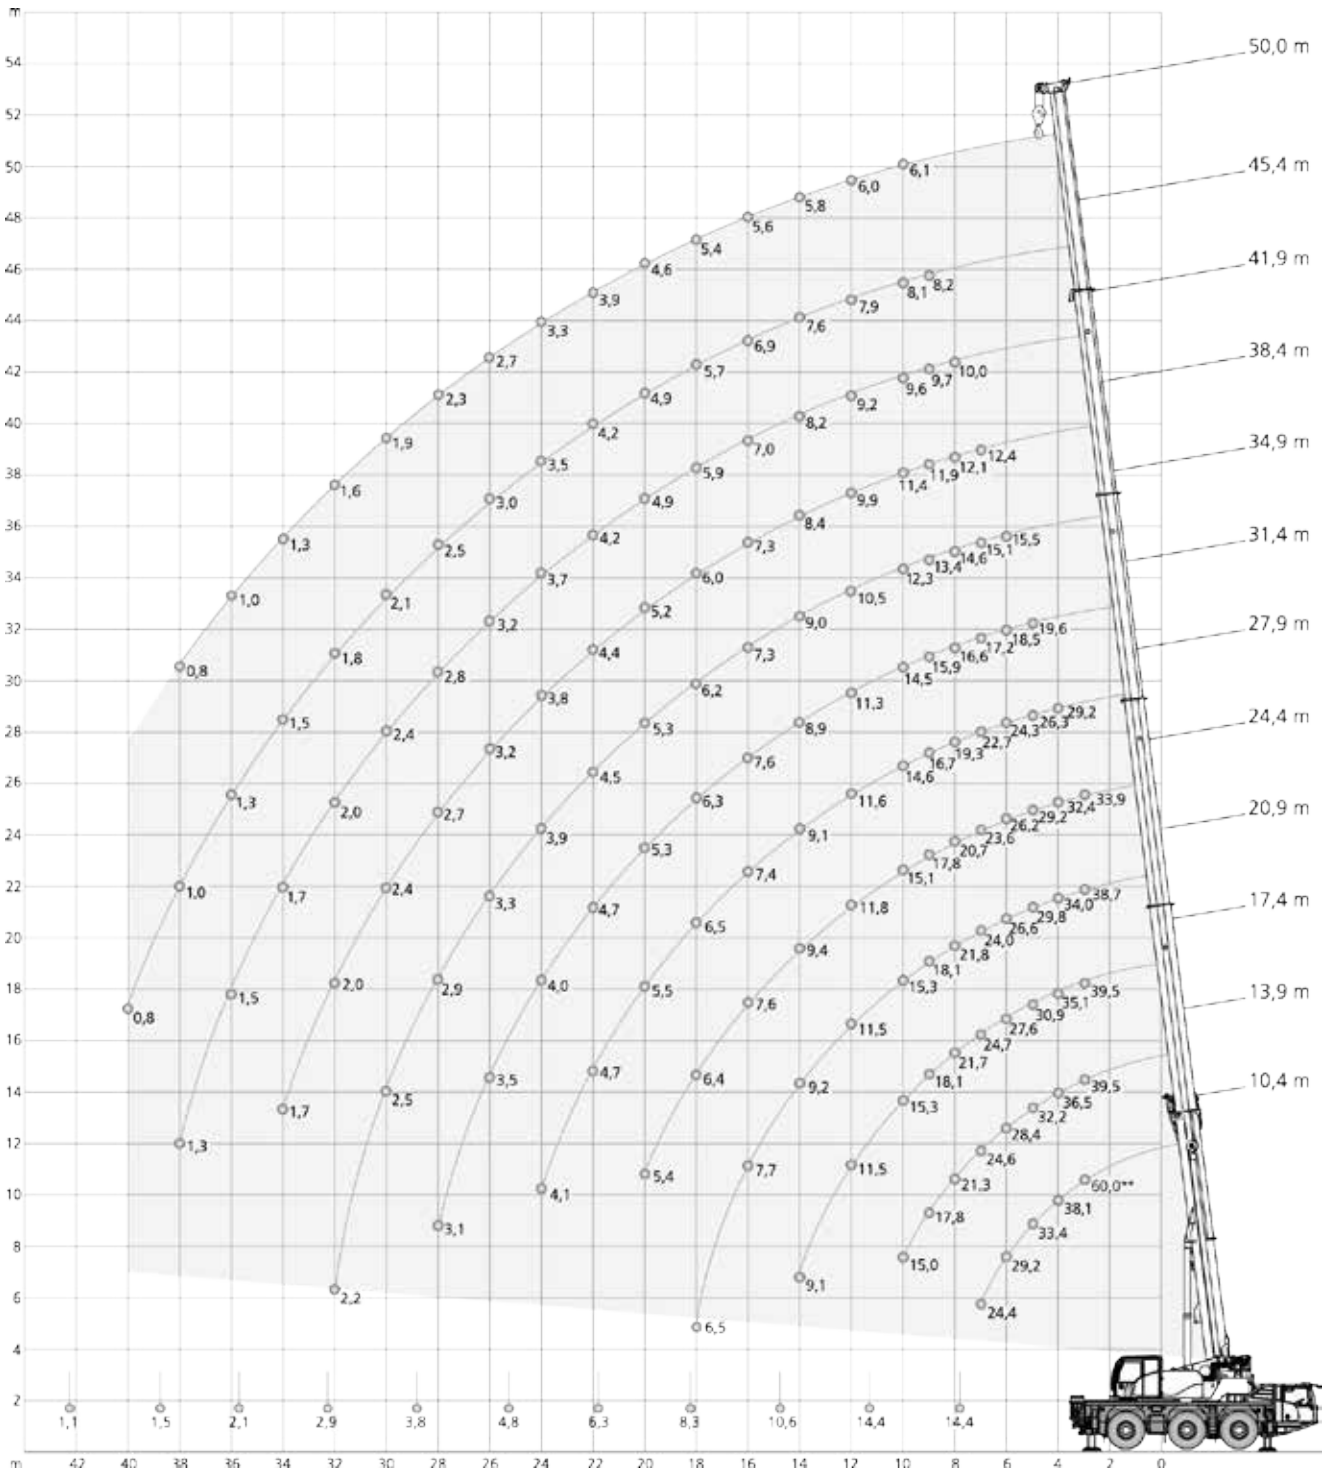 m
54
52
50
48
46
44
42
40
38
36
34
32
30
28
26
24
22
20
18
16
14
12
10
8
6
4
2
50,0 m
45,4 m
41,9 m
38,4 m
34,9 m
31,4 m
27,9 m
24,4 m
20,9 m
17,4 m
13,9 m
10,4 m
0,8 1,0 1,3 1,6 1,9 2,3 2,7 3,3 3,9 4,6 5,4 5,6 5,8 6,0 6,1
0,8 1,0 1,3 1,5 1,8 2,1 2,5 3,0 3,5 4,2 4,9 5,7 6,9 7,6 7,9 8,1 8,2
1,3 1,5 1,7 2,0 2,4 2,8 3,2 3,7 4,2 4,9 5,9 7,0 8,2 9,2 9,6 9,7 10,0
1,7 2,0 2,4 2,7 3,2 3,8 4,4 5,2 6,0 7,3 8,4 9,9 11,4 11,9 12,1 12,4
2,2 2,5 2,9 3,3 3,9 4,5 5,3 6,2 7,3 9,0 10,5 12,3 13,4 14,6 15,1 15,5
3,1 3,5 4,0 4,7 5,3 6,3 7,6 8,9 11,3 14,5 15,9 16,6 17,2 18,5 19,6
4,1 4,7 5,5 6,5 7,4 9,1 11,6 14,6 16,7 19,3 22,7 24,3 26,3 29,2
5,4 6,4 7,6 9,4 11,8 15,1 17,8 20,7 23,6 26,2 29,2 32,4 33,9
6,5 7,7 9,2 11,5 15,3 18,1 21,8 24,0 26,6 29,8 34,0 38,7
9,1 11,5 15,3 18,1 21,7 24,7 27,6 30,9 35,1 39,5
15,0 17,8 21,3 24,6 28,4 32,2 36,5 39,5
24,4 29,2 33,4 38,1 60,0**
1,1 1,5 2,1 2,9 3,8 4,8 6,3 8,3 10,6 14,4 14,4
m 42 40 38 36 34 32 30 28 26 24 22 20 18 16 14 12 10 8 6 4 2 0